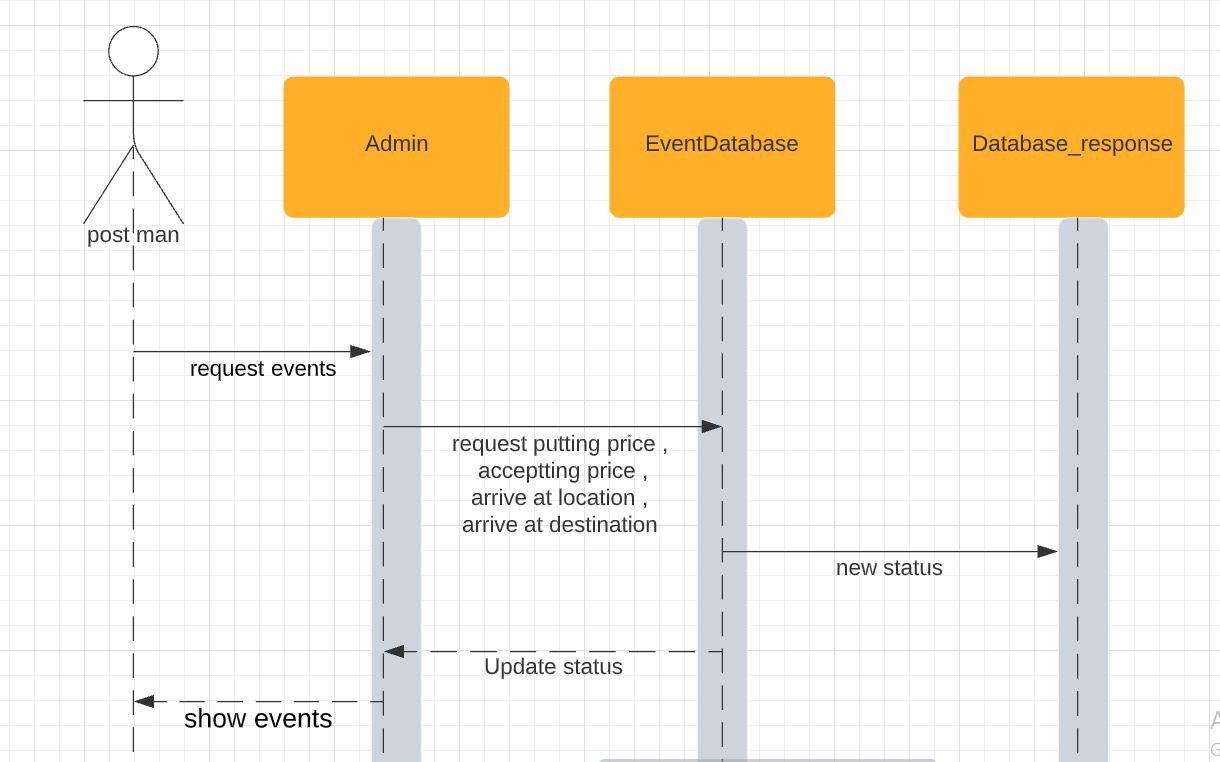 Admin
EventDatabase
Database_response
post man
request events
request putting price ,
acceptting price ,
arrive at location ,
arrive at destination
new status
Update status
show events